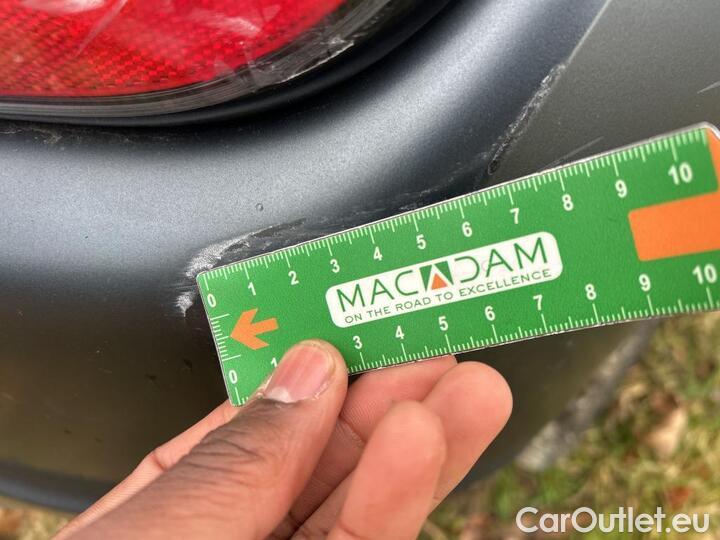 0 1 2 3 4 5 6 7 8 9 10
MACADAM
ON THE ROAD TO EXCELLENCE
0 1 3 4 5 6 7 8 9 10
CarOutlet.eu